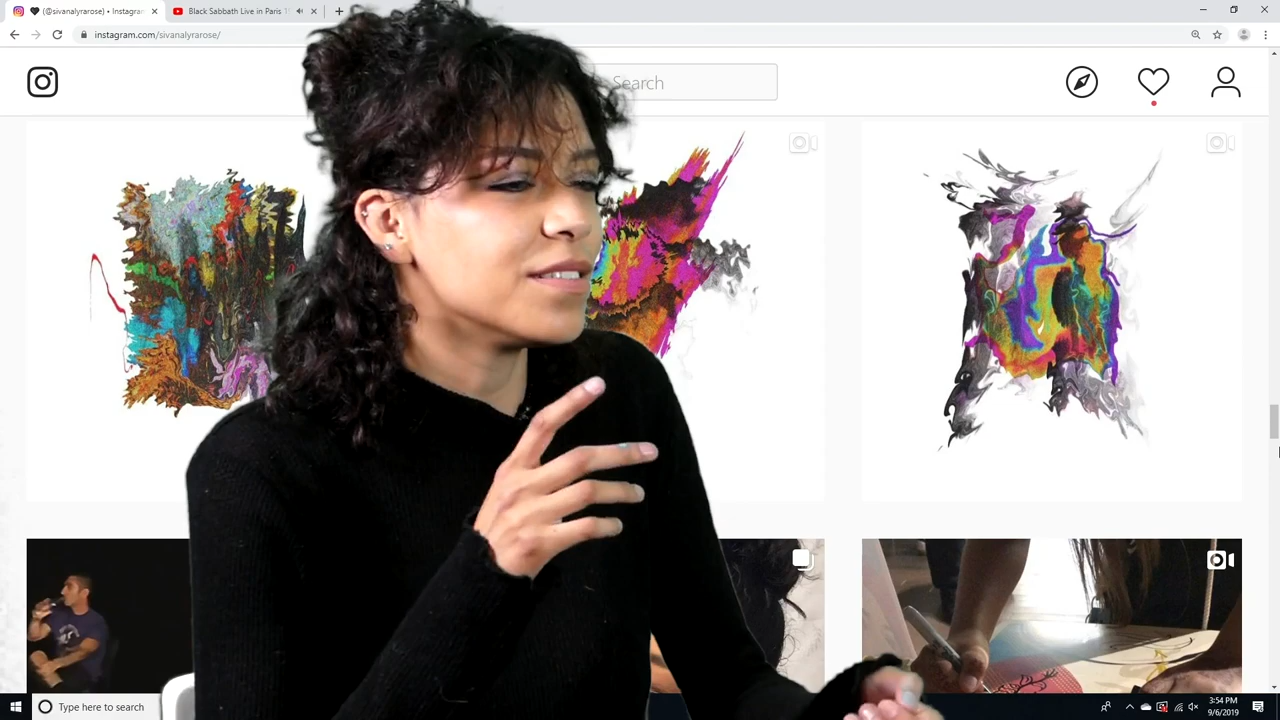 (@sivanalyrarose) • Instagra
Black Sabbath Live in Paris 1
instagram.com/sivanalyrarose/
Search
Type here to search
3:54 PM
9/6/2019